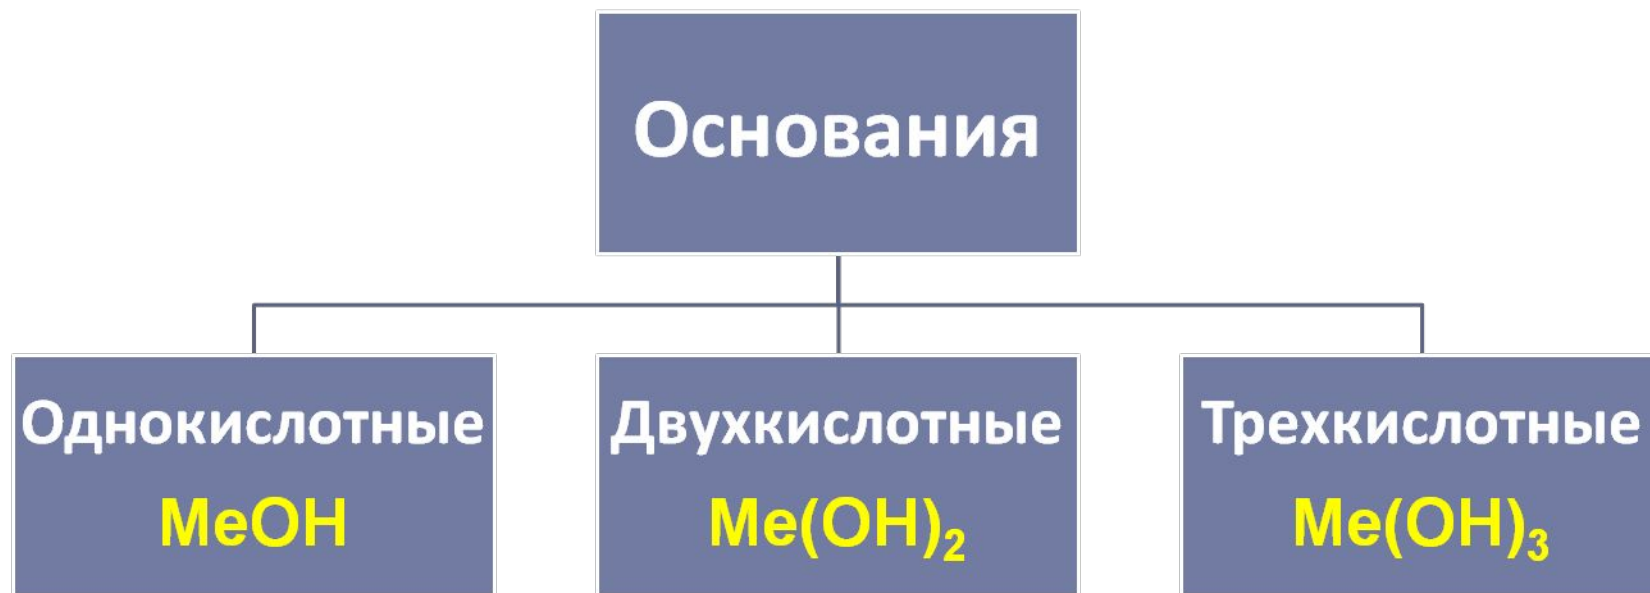 Основания
Однокислотные
MeOH
Двухкислотные
Me(OH)₂
Трехкислотные
Me(OH)₃